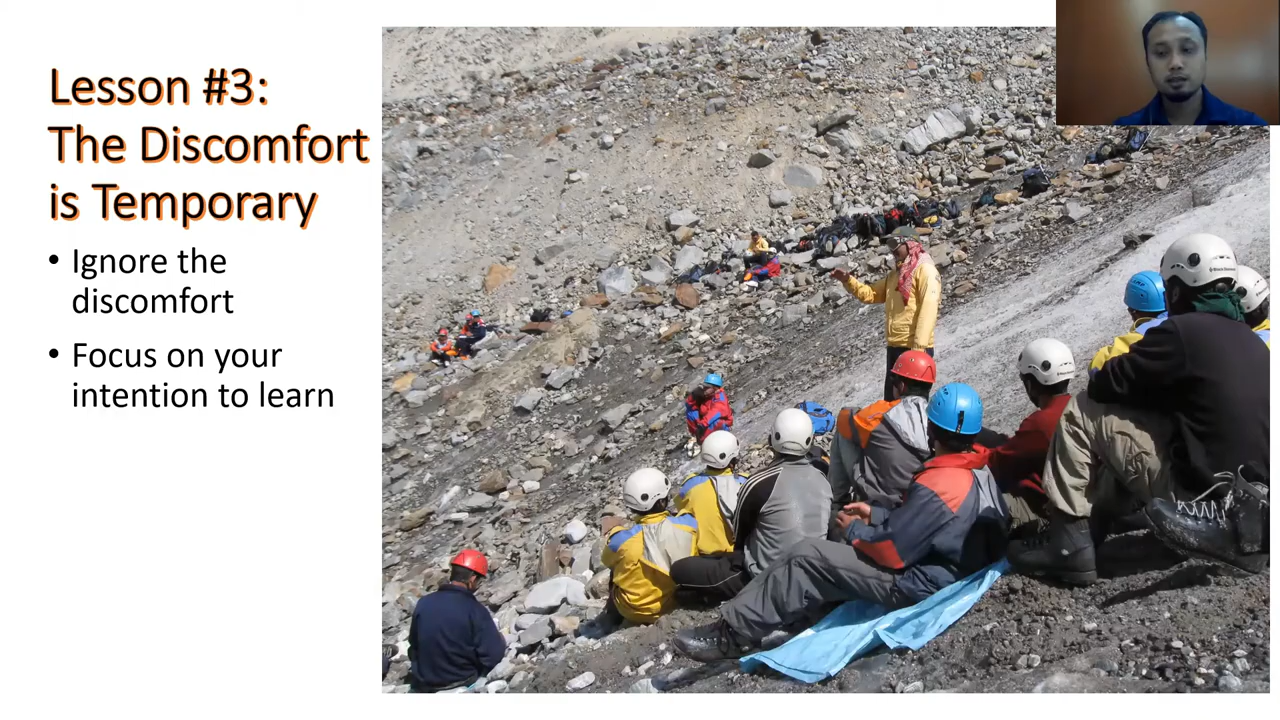 Lesson #3:
The Discomfort
is Temporary
• Ignore the
discomfort
• Focus on your
intention to learn